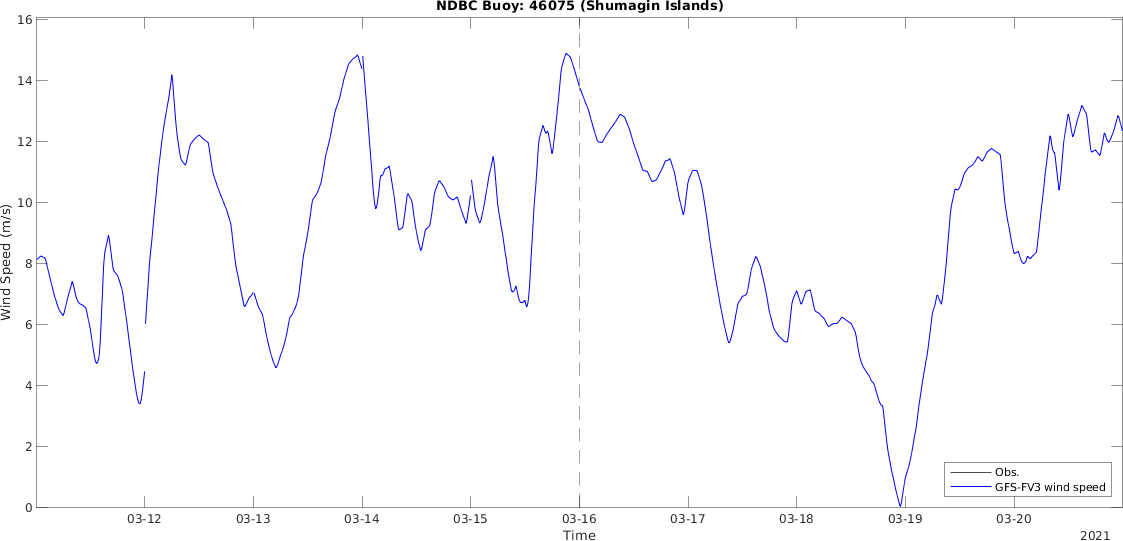 NDBC Buoy: 46075 (Shumagin Islands)
16
14
12
10
8
6
4
2
0
Wind Speed (m/s)
Obs.
GFS-FV3 wind speed
03-12 03-13 03-14 03-15 03-16 03-17 03-18 03-19 03-20
Time
2021